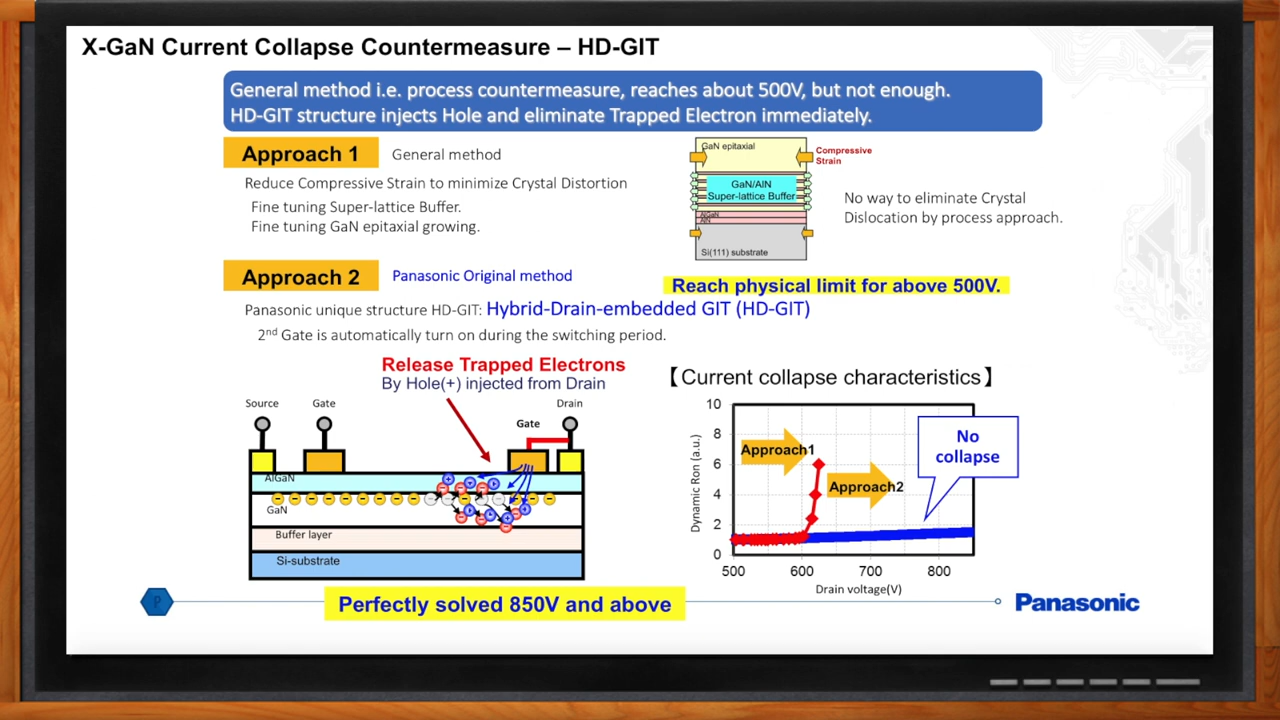 X-GaN Current Collapse Countermeasure – HD-GIT
General method i.e. process countermeasure, reaches about 500V, but not enough.
HD-GIT structure injects Hole and eliminate Trapped Electron immediately.
Approach 1
General method
Reduce Compressive Strain to minimize Crystal Distortion
Fine tuning Super-lattice Buffer.
Fine tuning GaN epitaxial growing.
GaN epitaxial
Compressive
Strain
GaN/AlN
Super-lattice Buffer
AlGaN
AlN
Si(111) substrate
No way to eliminate Crystal
Dislocation by process approach.
Approach 2
Panasonic Original method
Reach physical limit for above 500V.
Panasonic unique structure HD-GIT: Hybrid-Drain-embedded GIT (HD-GIT)
2nd Gate is automatically turn on during the switching period.
Release Trapped Electrons
By Hole(+) injected from Drain
Source
Gate
Gate
Drain
AlGaN
GaN
Buffer layer
Si-substrate
【Current collapse characteristics】
Dynamic Ron (a.u.)
10
8
6
4
2
0
Approach1
Approach2
No
collapse
500
600
700
800
Drain voltage(V)
P
Perfectly solved 850V and above
Panasonic